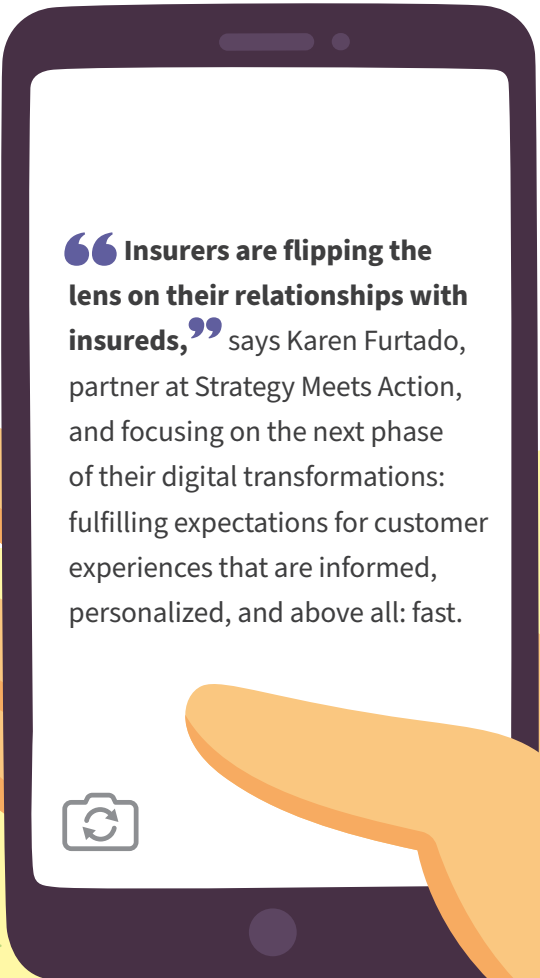 “Insurers are flipping the
lens on their relationships with
insureds,” says Karen Furtado,
partner at Strategy Meets Action,
and focusing on the next phase
of their digital transformations:
fulfilling expectations for customer
experiences that are informed,
personalized, and above all: fast.